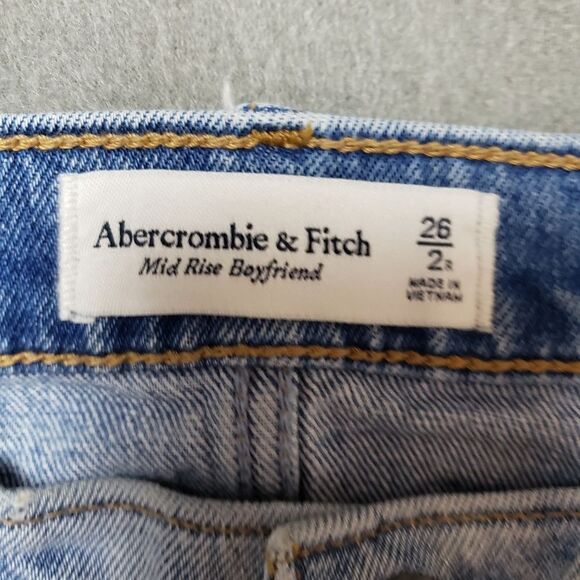 Abercrombie & Fitch
Mid Rise Boyfriend
26
2R
MADE IN
VIETNAM